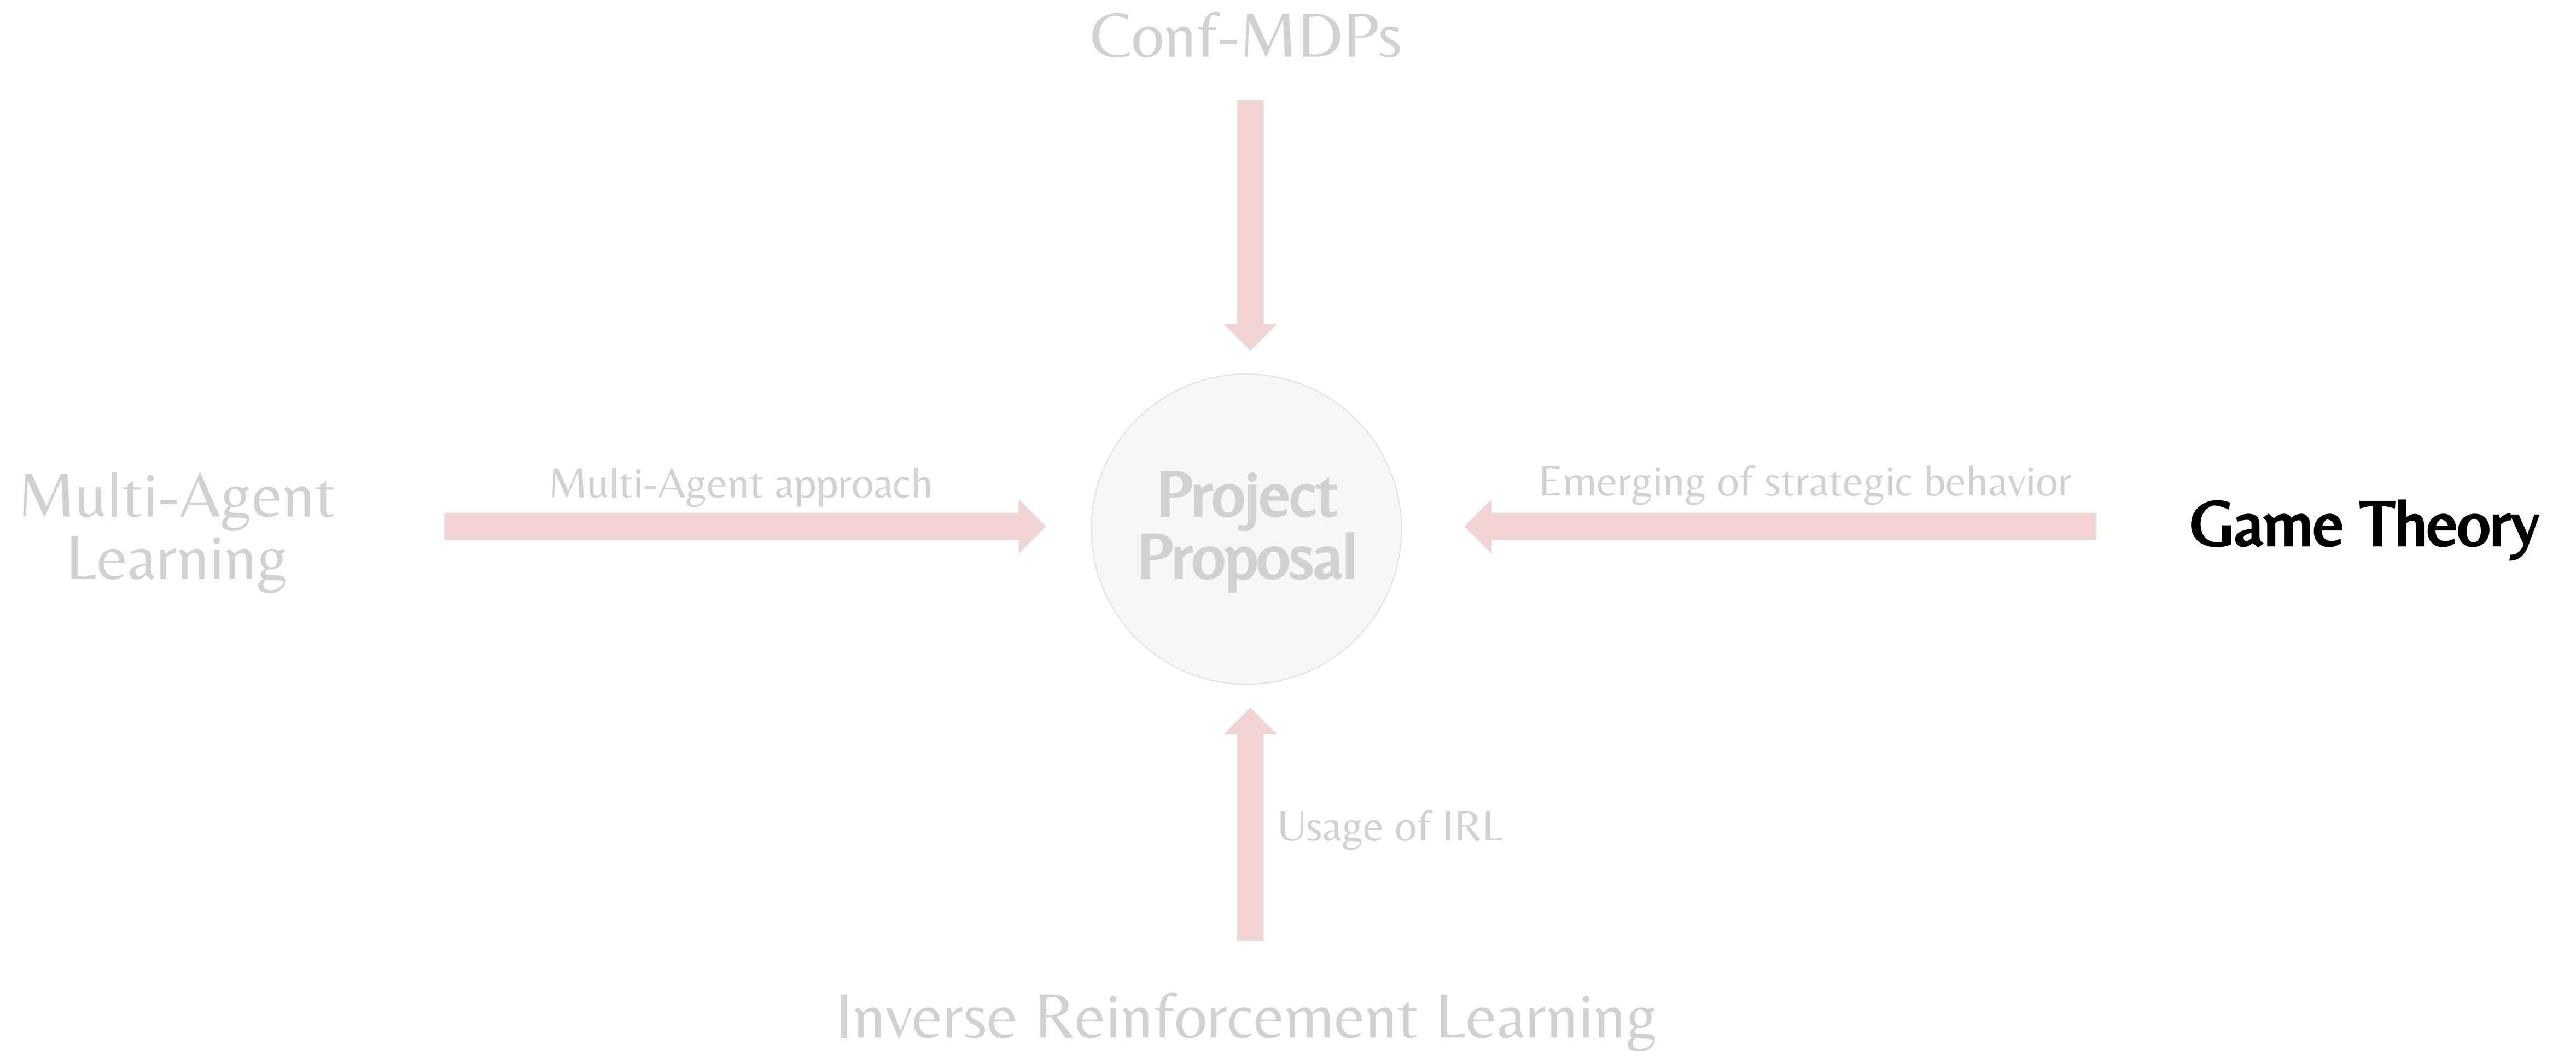 Conf-MDPs
Multi-Agent
Learning
Multi-Agent approach
Project
Proposal
Emerging of strategic behavior
Game Theory
Usage of IRL
Inverse Reinforcement Learning